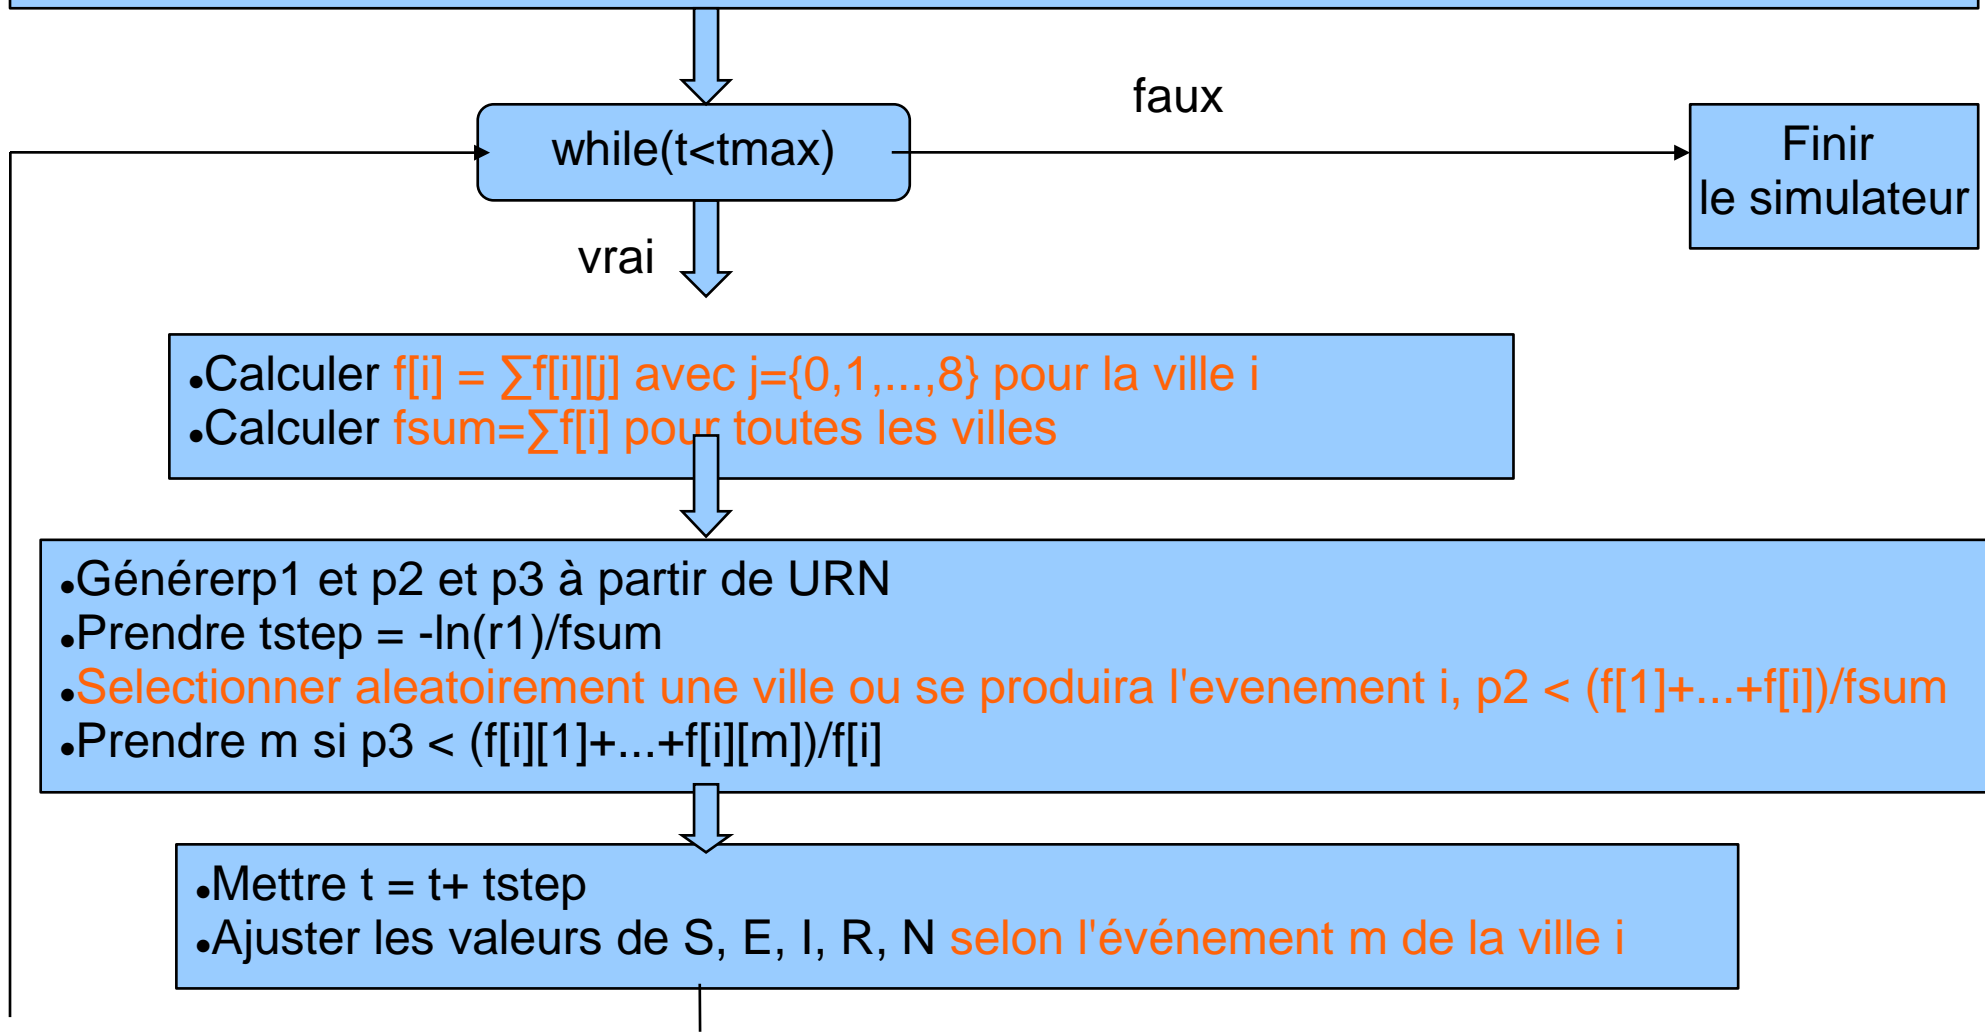 while(t<tmax)
faux
Finir
le simulateur
vrai
•Calculer f[i] = ∑f[i][j] avec j={0,1,...,8} pour la ville i
•Calculer fsum=∑f[i] pour toutes les villes
•Générerp1 et p2 et p3 à partir de URN
•Prendre tstep = -ln(r1)/fsum
•Selectionner aleatoirement une ville ou se produira l'evenement i, p2 < (f[1]+...+f[i])/fsum
•Prendre m si p3 < (f[i][1]+...+f[i][m])/f[i]
•Mettre t = t+ tstep
•Ajuster les valeurs de S, E, I, R, N selon l'événement m de la ville i